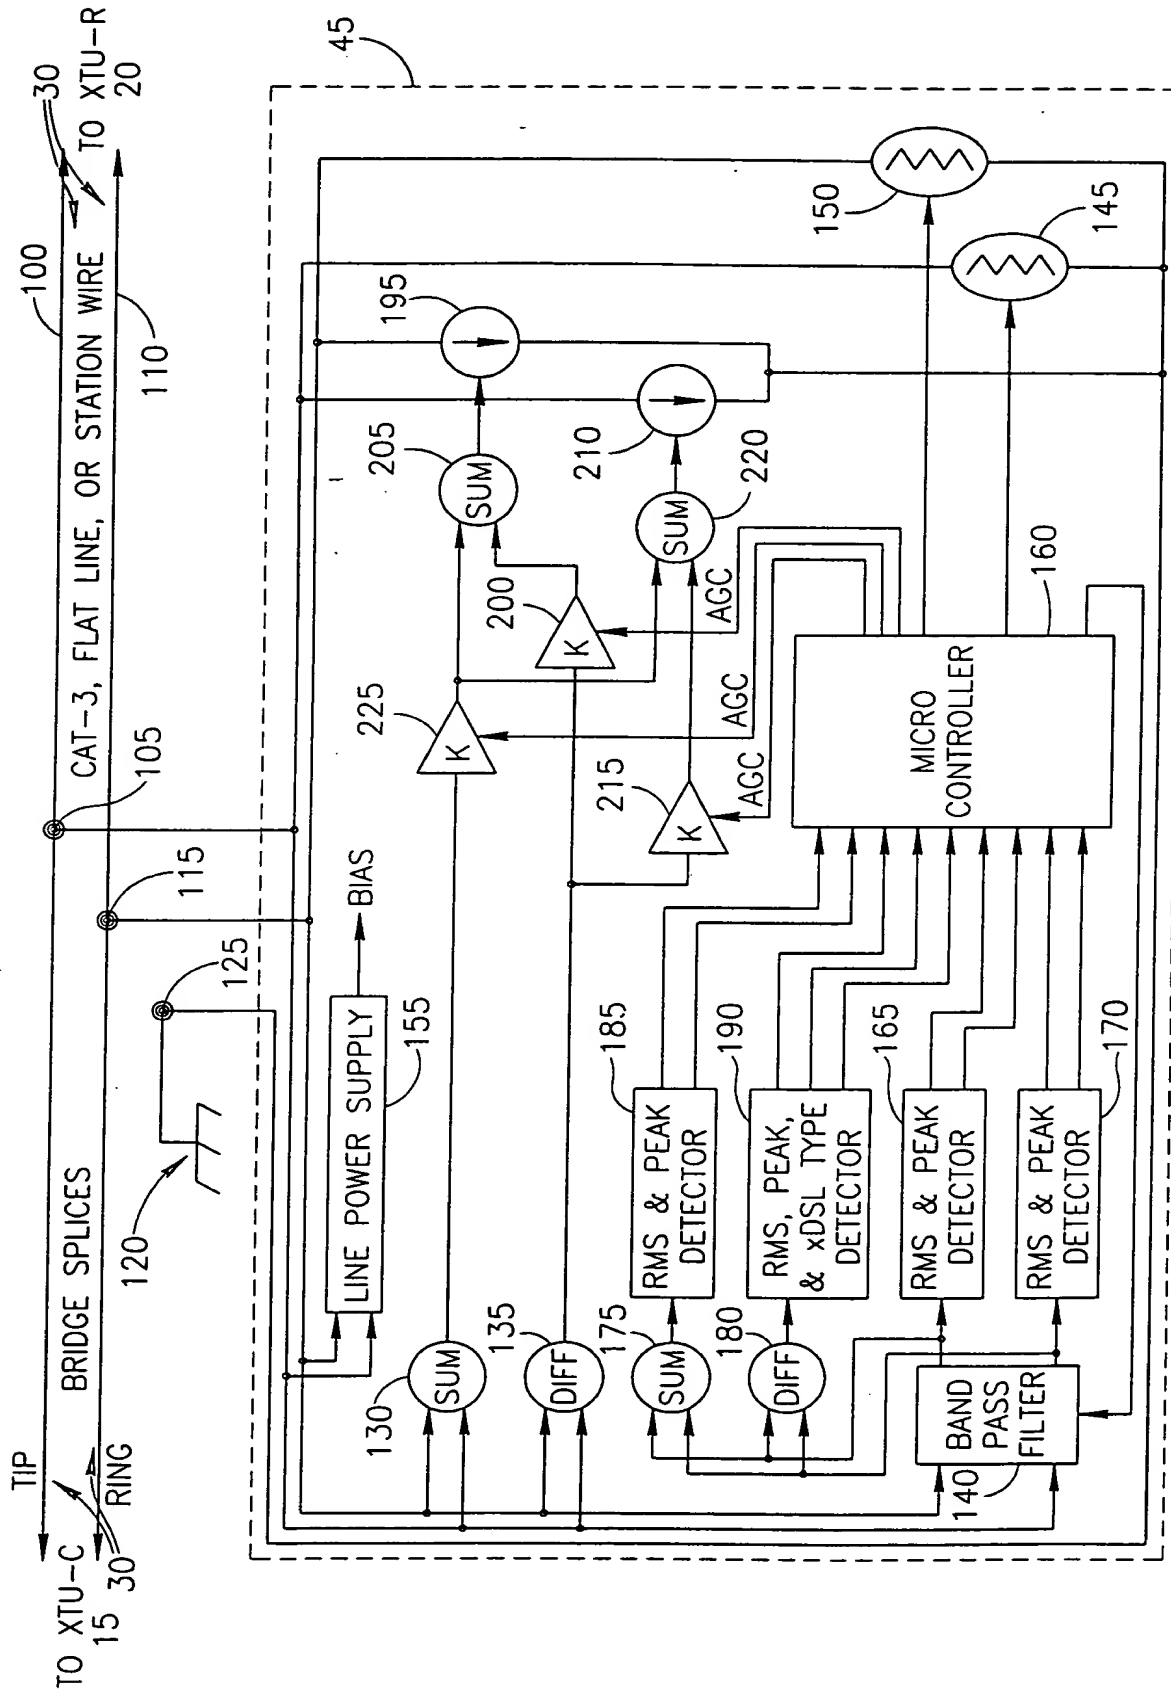 TIP
TO XTU-C
15
30
RING
BRIDGE SPLICES
CAT-3, FLAT LINE, OR STATION WIRE
100
110
30
TO XTU-R
20
105
115
125
120
45
LINE POWER SUPPLY
155
BIAS
SUM
130
DIFF
135
K
225
K
200
K
215
SUM
205
195
SUM
220
210
150
145
AGC
AGC
AGC
SUM
175
DIFF
180
RMS & PEAK
DETECTOR
185
RMS, PEAK,
& xDSL TYPE
DETECTOR
190
RMS & PEAK
DETECTOR
165
RMS & PEAK
DETECTOR
170
BAND
PASS
FILTER
140
MICRO
CONTROLLER
160